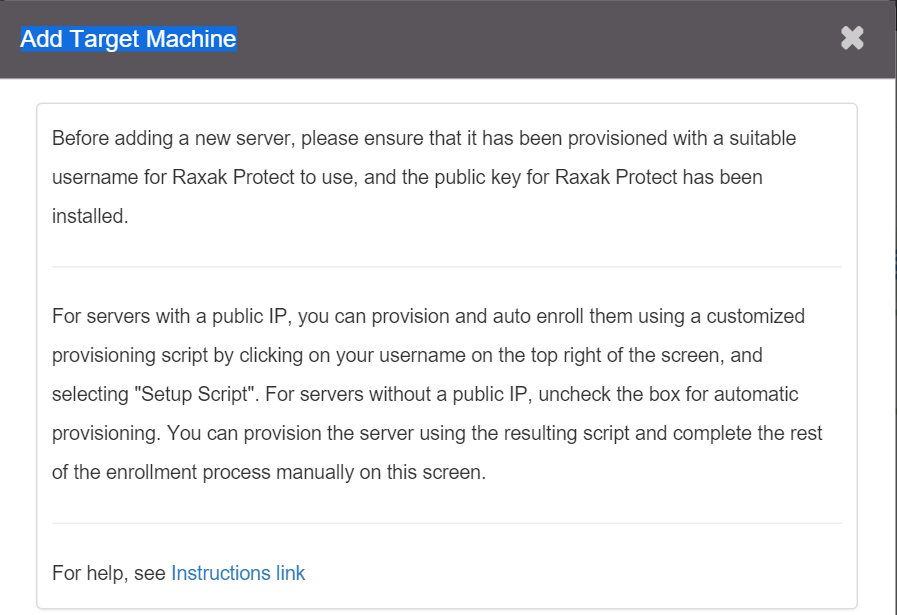 Add Target Machine
Before adding a new server, please ensure that it has been provisioned with a suitable
username for Raxak Protect to use, and the public key for Raxak Protect has been
installed.
For servers with a public IP, you can provision and auto enroll them using a customized
provisioning script by clicking on your username on the top right of the screen, and
selecting "Setup Script". For servers without a public IP, uncheck the box for automatic
provisioning. You can provision the server using the resulting script and complete the rest
of the enrollment process manually on this screen.
For help, see Instructions link